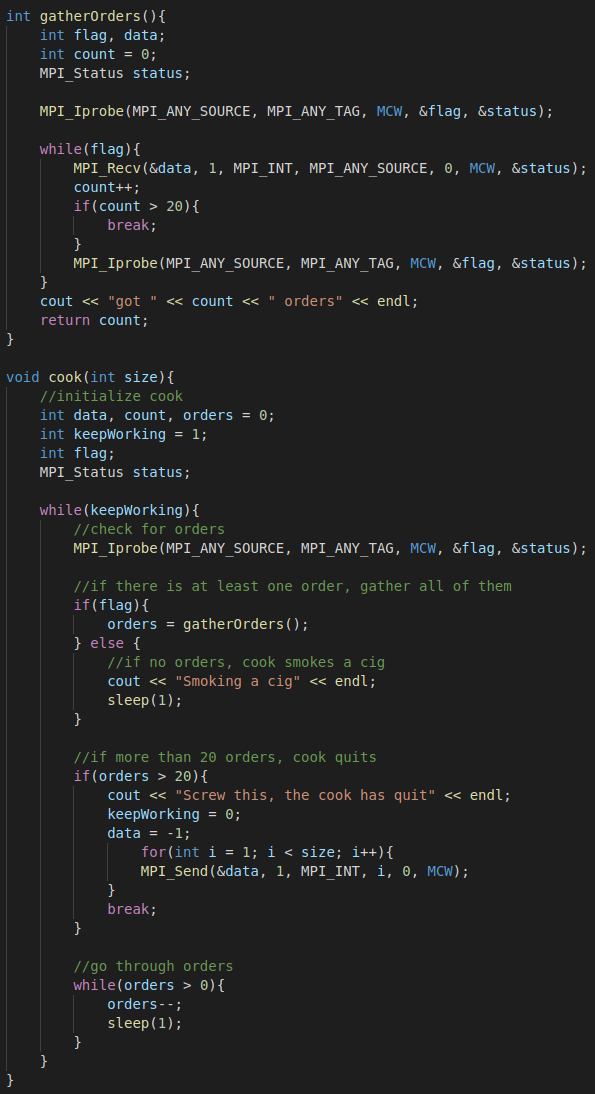 int gatherOrders(){
    int flag, data;
    int count = 0;
    MPI_Status status;

    MPI_Iprobe(MPI_ANY_SOURCE, MPI_ANY_TAG, MCW, &flag, &status);

    while(flag){
        MPI_Recv(&data, 1, MPI_INT, MPI_ANY_SOURCE, 0, MCW, &status);
        count++;
        if(count > 20){
            break;
        }
        MPI_Iprobe(MPI_ANY_SOURCE, MPI_ANY_TAG, MCW, &flag, &status);
    }
    cout << "got " << count << " orders" << endl;
    return count;
}

void cook(int size){
    //initialize cook
    int data, count, orders = 0;
    int keepWorking = 1;
    int flag;
    MPI_Status status;

    while(keepWorking){
        //check for orders
        MPI_Iprobe(MPI_ANY_SOURCE, MPI_ANY_TAG, MCW, &flag, &status);

        //if there is at least one order, gather all of them
        if(flag){
            orders = gatherOrders();
        } else {
            //if no orders, cook smokes a cig
            cout << "Smoking a cig" << endl;
            sleep(1);
        }

        //if more than 20 orders, cook quits
        if(orders > 20){
            cout << "Screw this, the cook has quit" << endl;
            keepWorking = 0;
            data = -1;
                for(int i = 1; i < size; i++){
                MPI_Send(&data, 1, MPI_INT, i, 0, MCW);
            }
            break;
        }

        //go through orders
        while(orders > 0){
            orders--;
            sleep(1);
        }
    }
}